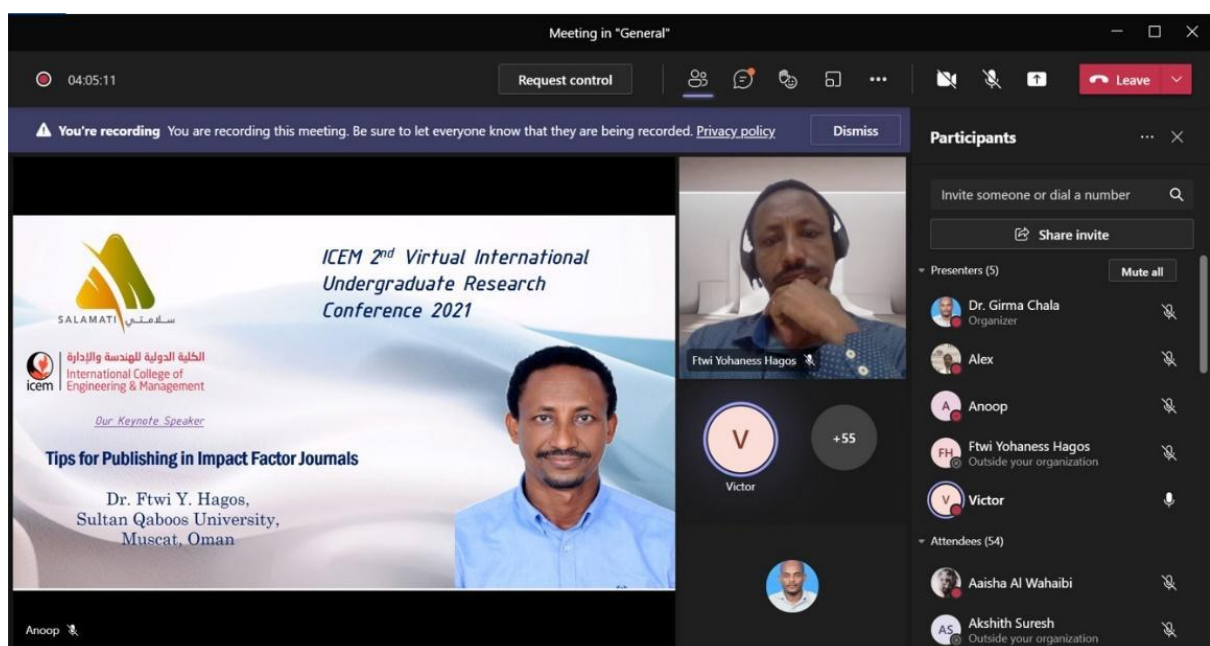 Meeting in "General"
04:05:11
Request control
Leave
You're recording You are recording this meeting. Be sure to let everyone know that they are being recorded. Privacy policy
Dismiss
SALAMATI سلامتي
ICEM 2nd Virtual International
Undergraduate Research
Conference 2021
icem
الكلية الدولية للهندسة والإدارة
International College of
Engineering & Management
Our Keynote Speaker
Tips for Publishing in Impact Factor Journals
Dr. Ftwi Y. Hagos,
Sultan Qaboos University,
Muscat, Oman
Anoop
Ftwi Yohaness Hagos
V
Victor
+55
Participants
Invite someone or dial a number
Share invite
Presenters (5)
Mute all
Dr. Girma Chala
Organizer
Alex
A
Anoop
FH
Ftwi Yohaness Hagos
Outside your organization
V
Victor
Attendees (54)
Aaisha Al Wahaibi
AS
Akshith Suresh
Outside your organization